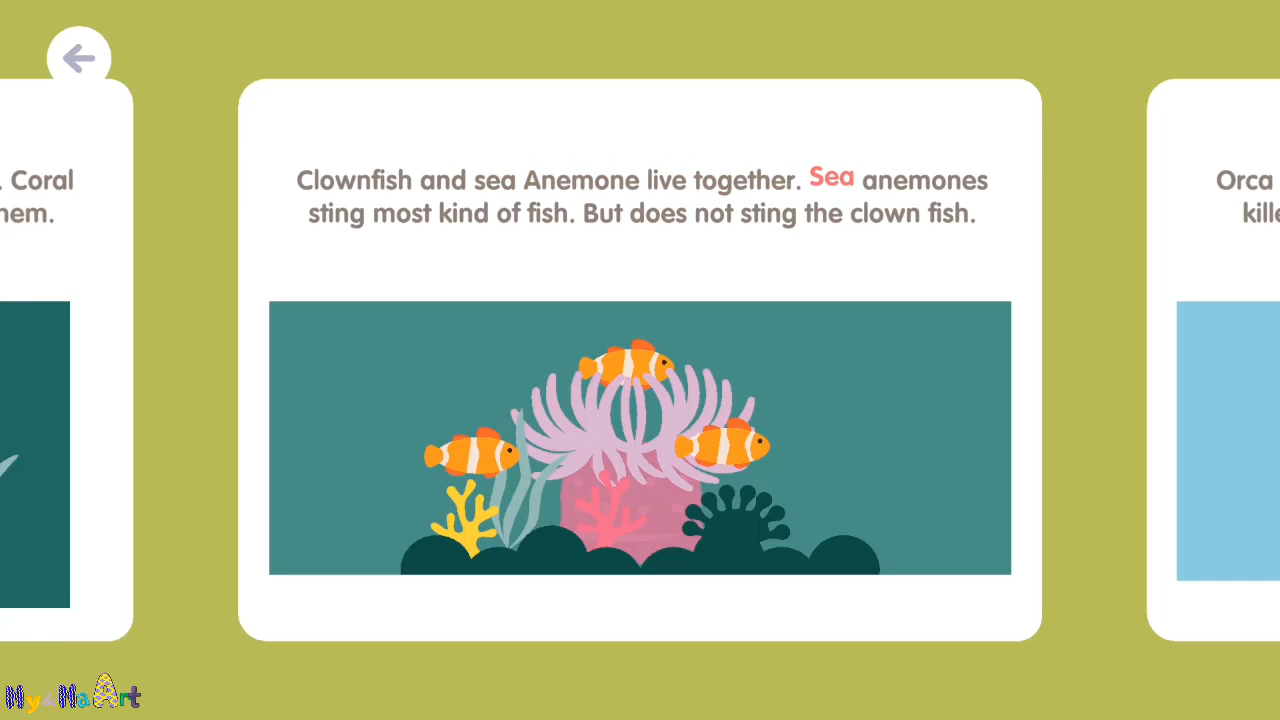 . Coral
hem.
Clownfish and sea Anemone live together. Sea anemones
sting most kind of fish. But does not sting the clown fish.
Orca
kille
My&MaArt